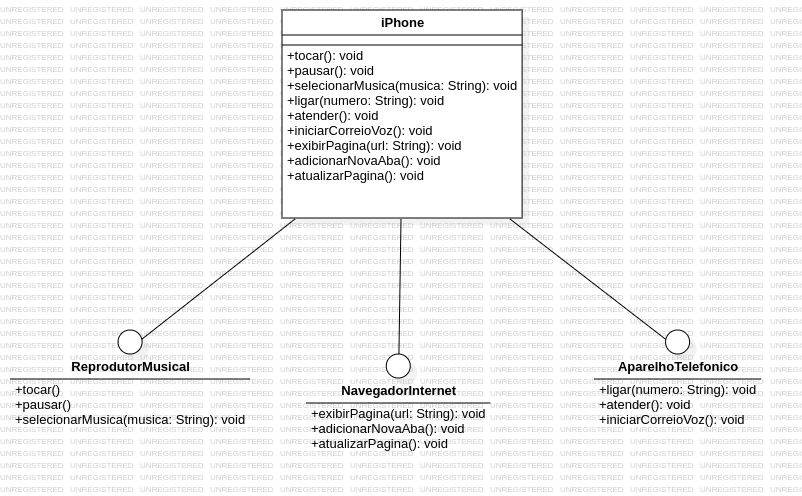 iPhone
+tocar(): void
+pausar(): void
+selecionarMusica(musica: String): void
+ligar(numero: String): void
+atender(): void
+iniciarCorreioVoz(): void
+exibirPagina(url: String): void
+adicionarNovaAba(): void
+atualizarPagina(): void
ReprodutorMusical
+tocar()
+pausar()
+selecionarMusica(musica: String): void
NavegadorInternet
+exibirPagina(url: String): void
+adicionarNovaAba(): void
+atualizarPagina(): void
AparelhoTelefonico
+ligar(numero: String): void
+atender(): void
+iniciarCorreioVoz(): void
UNREGISTERED